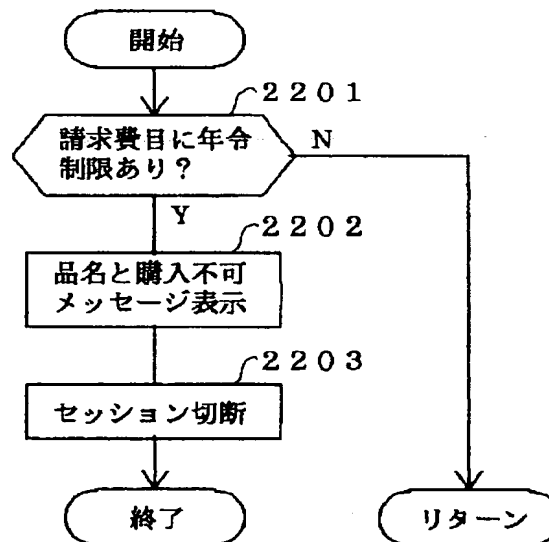 開始
２２０１
請求費目に年令
制限あり？
N
Y
２２０２
品名と購入不可
メッセージ表示
２２０３
セッション切断
終了
リターン